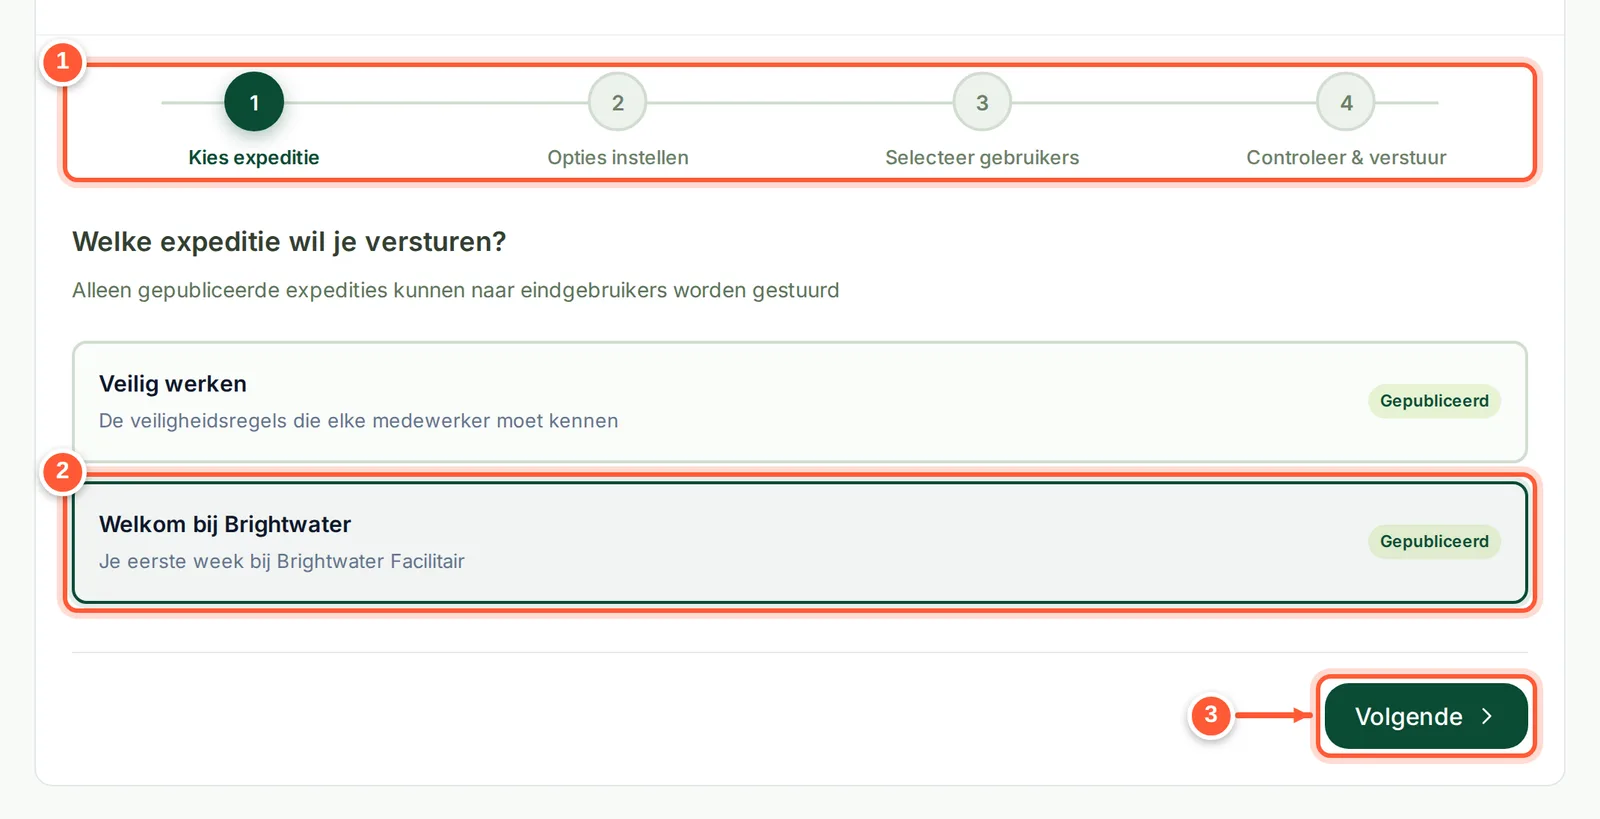 1
1
2
3
4
Kies expeditie
Opties instellen
Selecteer gebruikers
Controleer & verstuur
Welke expeditie wil je versturen?
Alleen gepubliceerde expedities kunnen naar eindgebruikers worden gestuurd
Veilig werken
De veiligheidsregels die elke medewerker moet kennen
Gepubliceerd
2
Welkom bij Brightwater
Je eerste week bij Brightwater Facilitair
Gepubliceerd
3
Volgende